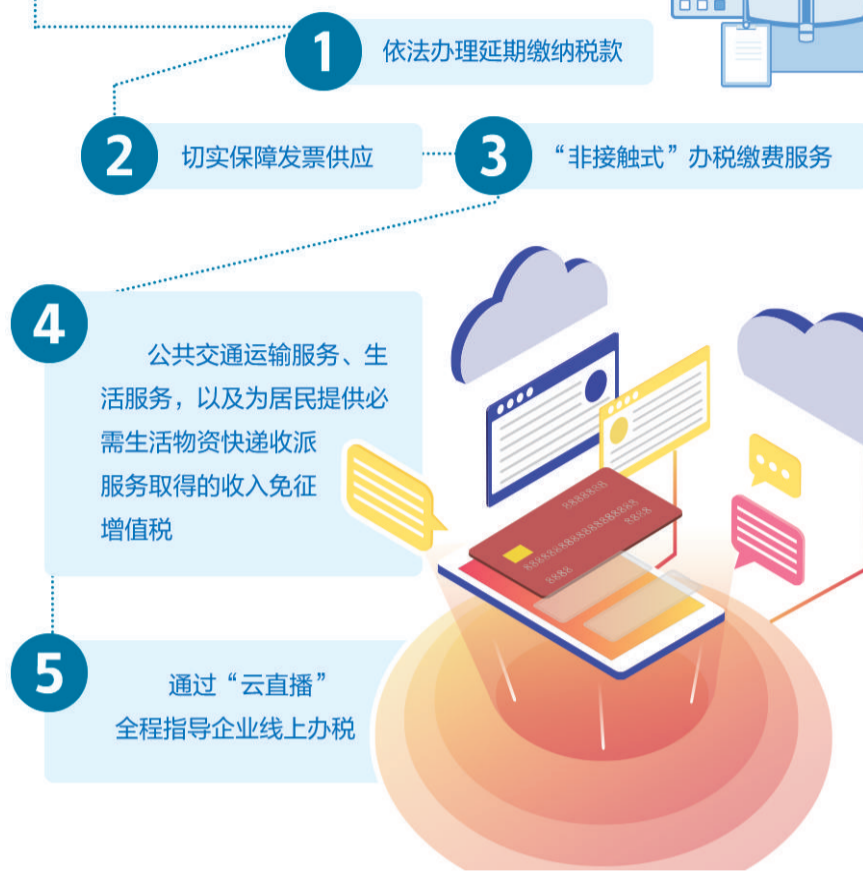 1
依法办理延期缴纳税款
2
切实保障发票供应
3
“非接触式”办税缴费服务
4
公共交通运输服务、生
活服务，以及为居民提供必
需生活物资快递收派
服务取得的收入免征
增值税
5
通过“云直播”
全程指导企业线上办税